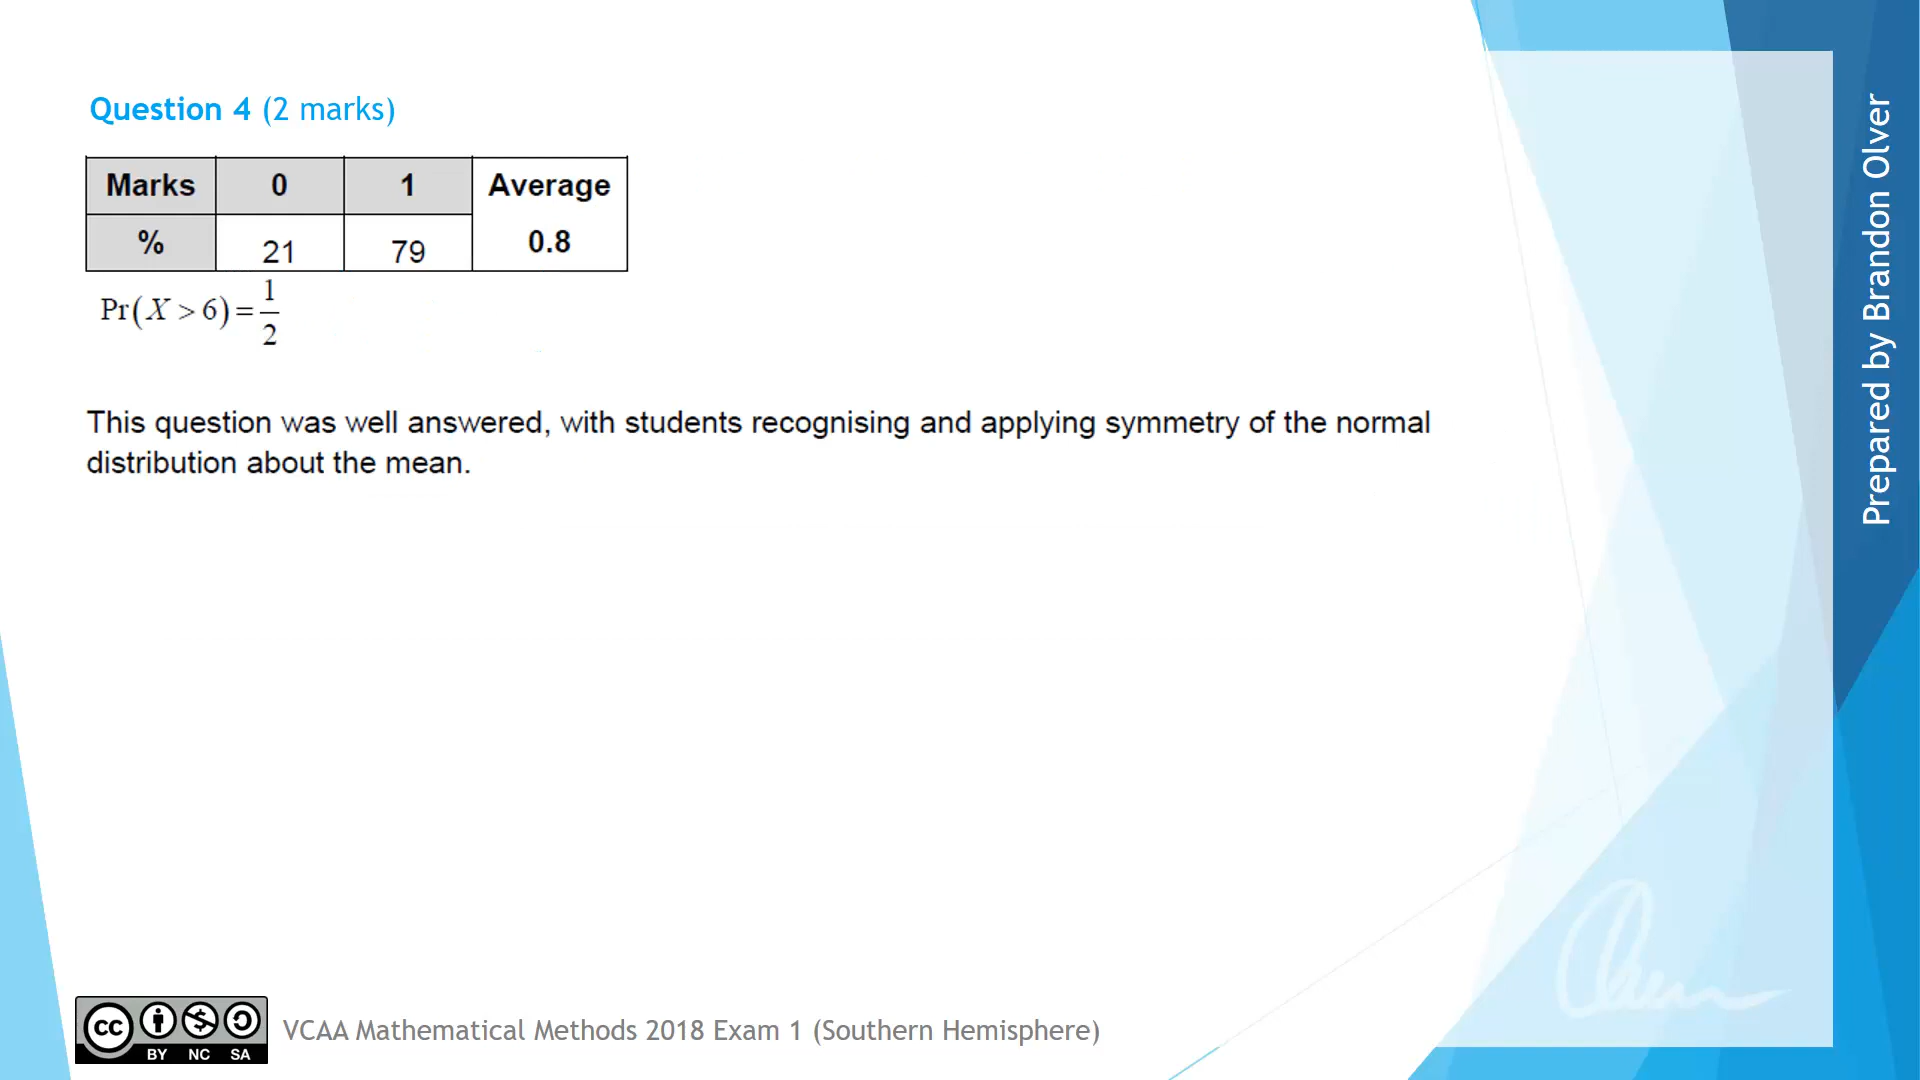 Question 4 (2 marks)
Marks 0 1 Average
% 21 79 0.8
Pr(X > 6) = 1/2
This question was well answered, with students recognising and applying symmetry of the normal
distribution about the mean.
Prepared by Brandon Olver
cc BY NC SA
VCAA Mathematical Methods 2018 Exam 1 (Southern Hemisphere)